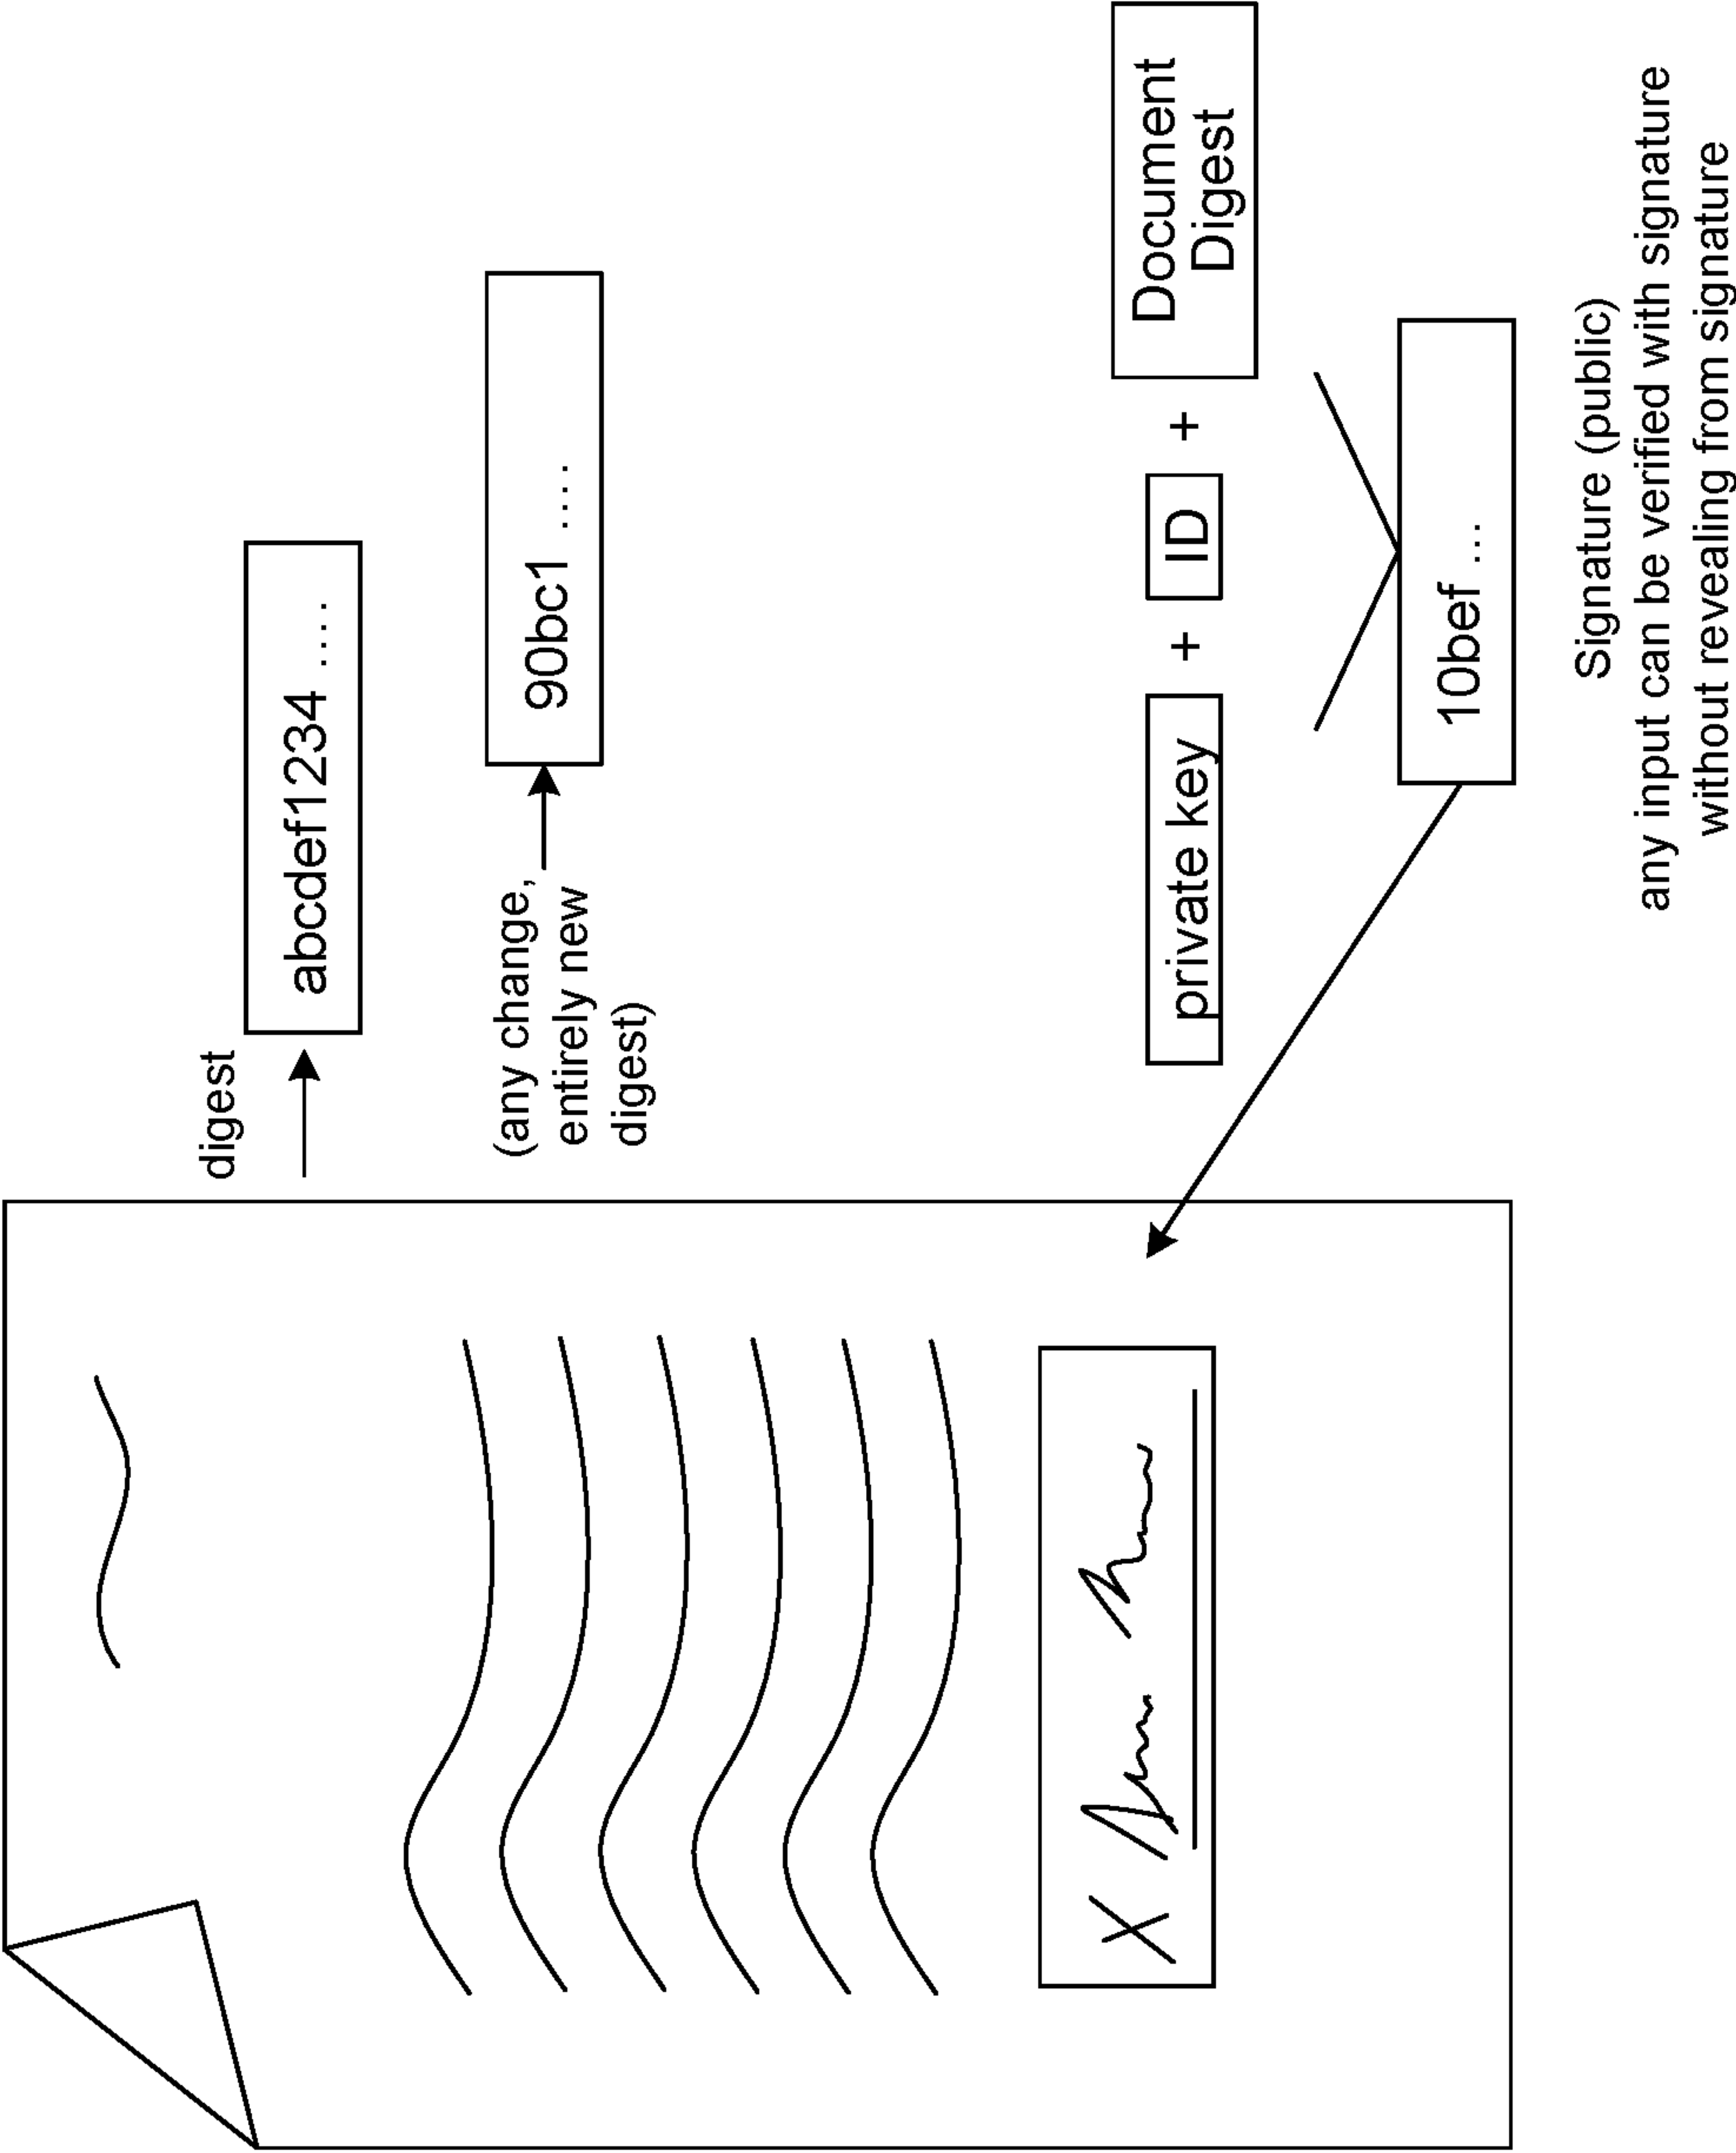 digest
abcdef1234 ....
(any change,
entirely new
digest)
90bc1 ....
private key + ID + Document
Digest
10bef ...
Signature (public)
any input can be verified with signature
without revealing from signature
X